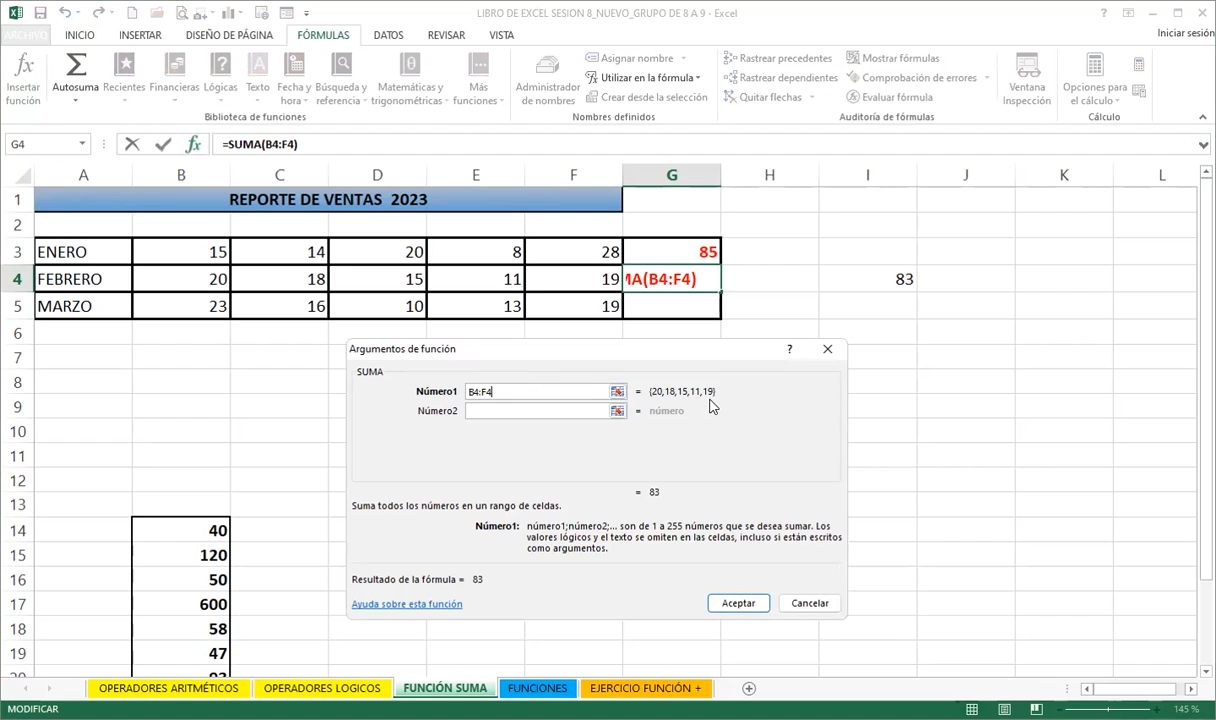 LIBRO DE EXCEL SESION 8_NUEVO_GRUPO DE 8 A 9 - Excel
ARCHIVO INICIO INSERTAR DISEÑO DE PÁGINA FÓRMULAS DATOS REVISAR VISTA Iniciar sesión
Insertar función
Autosuma
Recientes
Financieras
Lógicas
Texto
Fecha y hora
Búsqueda y referencia
Matemáticas y trigonométricas
Más funciones
Biblioteca de funciones
Administrador de nombres
Asignar nombre
Utilizar en la fórmula
Crear desde la selección
Nombres definidos
Rastrear precedentes
Rastrear dependientes
Quitar flechas
Mostrar fórmulas
Comprobación de errores
Evaluar fórmula
Auditoría de fórmulas
Ventana Inspección
Opciones para el cálculo
Cálculo
G4 fx =SUMA(B4:F4)
A B C D E F G H I J K L
1 REPORTE DE VENTAS 2023
2
3 ENERO 15 14 20 8 28 85
4 FEBRERO 20 18 15 11 19 MA(B4:F4) 83
5 MARZO 23 16 10 13 19
6
7
8
9
10
11
12
13
14 40
15 120
16 50
17 600
18 58
19 47
Argumentos de función ?
SUMA
Número1 B4:F4 = {20,18,15,11,19}
Número2 = número
= 83
Suma todos los números en un rango de celdas.
Número1: número1;número2;... son de 1 a 255 números que se desea sumar. Los
valores lógicos y el texto se omiten en las celdas, incluso si están escritos
como argumentos.
Resultado de la fórmula = 83
Ayuda sobre esta función
Aceptar Cancelar
OPERADORES ARITMÉTICOS OPERADORES LOGICOS FUNCIÓN SUMA FUNCIONES EJERCICIO FUNCIÓN +
MODIFICAR 145 %